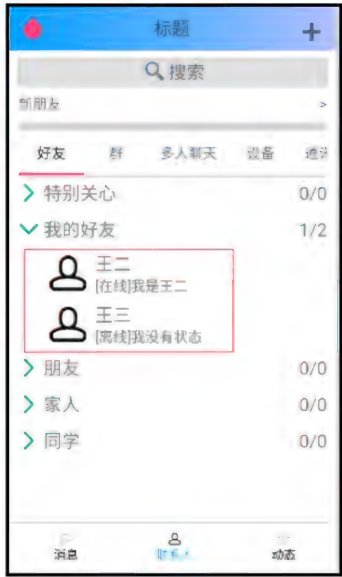 标题
搜索
新朋友 >
好友 群 多人聊天 设备 通讯
特别关心 0/0
我的好友 1/2
王二
[在线]我是王二
王三
[离线]我没有状态
朋友 0/0
家人 0/0
同学 0/0
消息 联系人 动态